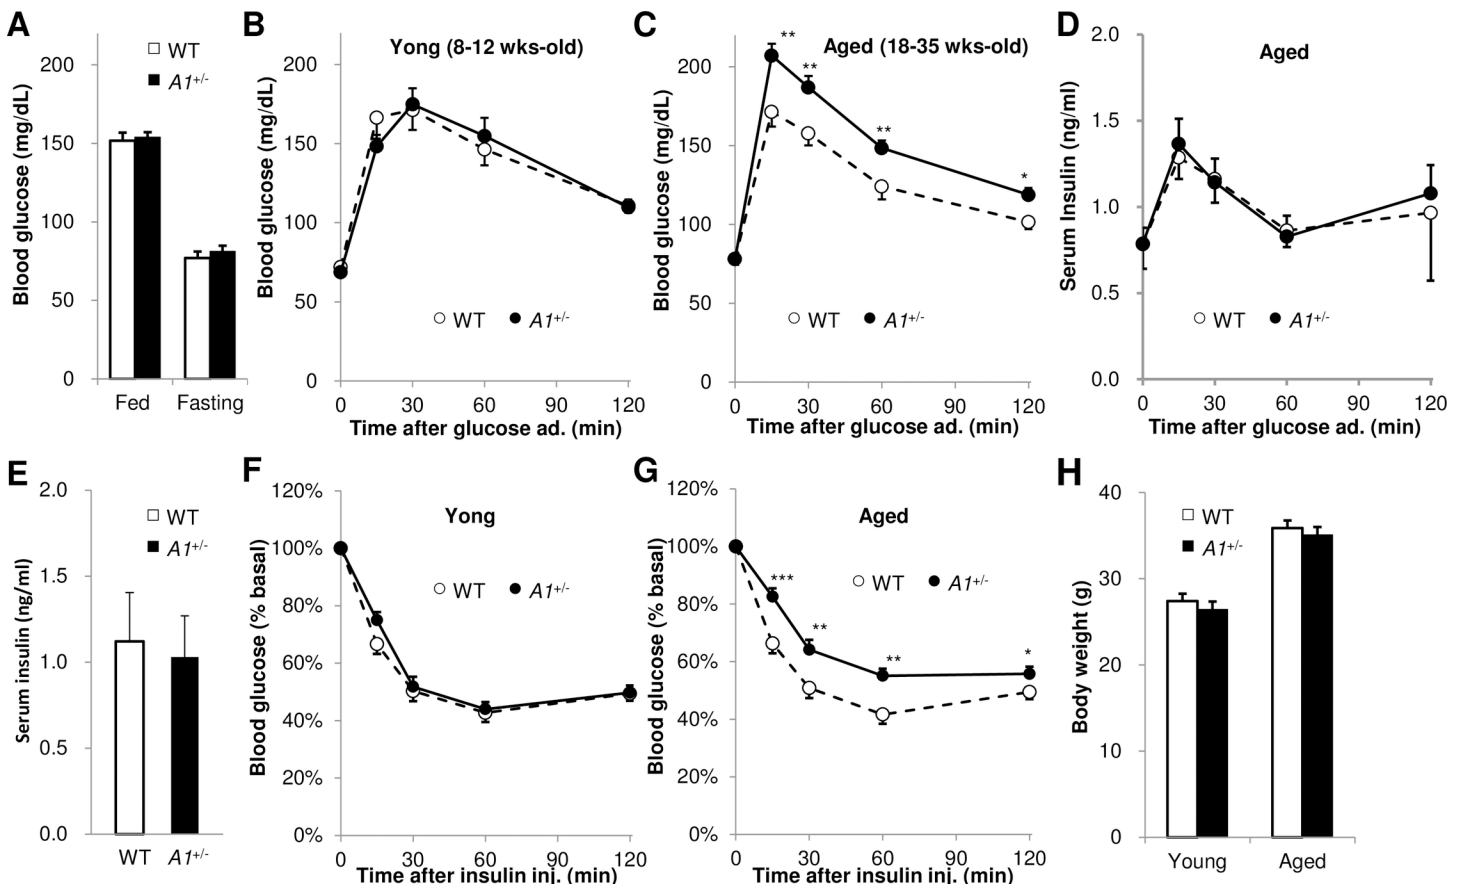 A
WT
A1+/-
Blood glucose (mg/dL)
200
150
100
50
0
Fed
Fasting
B
Yong (8-12 wks-old)
Blood glucose (mg/dL)
200
150
100
50
0
WT
A1+/-
0
30
60
90
120
Time after glucose ad. (min)
C
Aged (18-35 wks-old)
Blood glucose (mg/dL)
200
150
100
50
0
**
**
**
*
WT
A1+/-
0
30
60
90
120
Time after glucose ad. (min)
D
Aged
Serum Insulin (ng/ml)
2.0
1.5
1.0
0.5
0.0
WT
A1+/-
0
30
60
90
120
Time after glucose ad. (min)
E
WT
A1+/-
Serum insulin (ng/ml)
2.0
1.5
1.0
0.5
0.0
WT
A1+/-
F
Yong
Blood glucose (% basal)
120%
100%
80%
60%
40%
20%
0%
WT
A1+/-
0
30
60
90
120
Time after insulin inj. (min)
G
Aged
Blood glucose (% basal)
120%
100%
80%
60%
40%
20%
0%
WT
A1+/-
***
**
**
*
0
30
60
90
120
Time after insulin inj. (min)
H
WT
A1+/-
Body weight (g)
40
30
20
10
0
Young
Aged